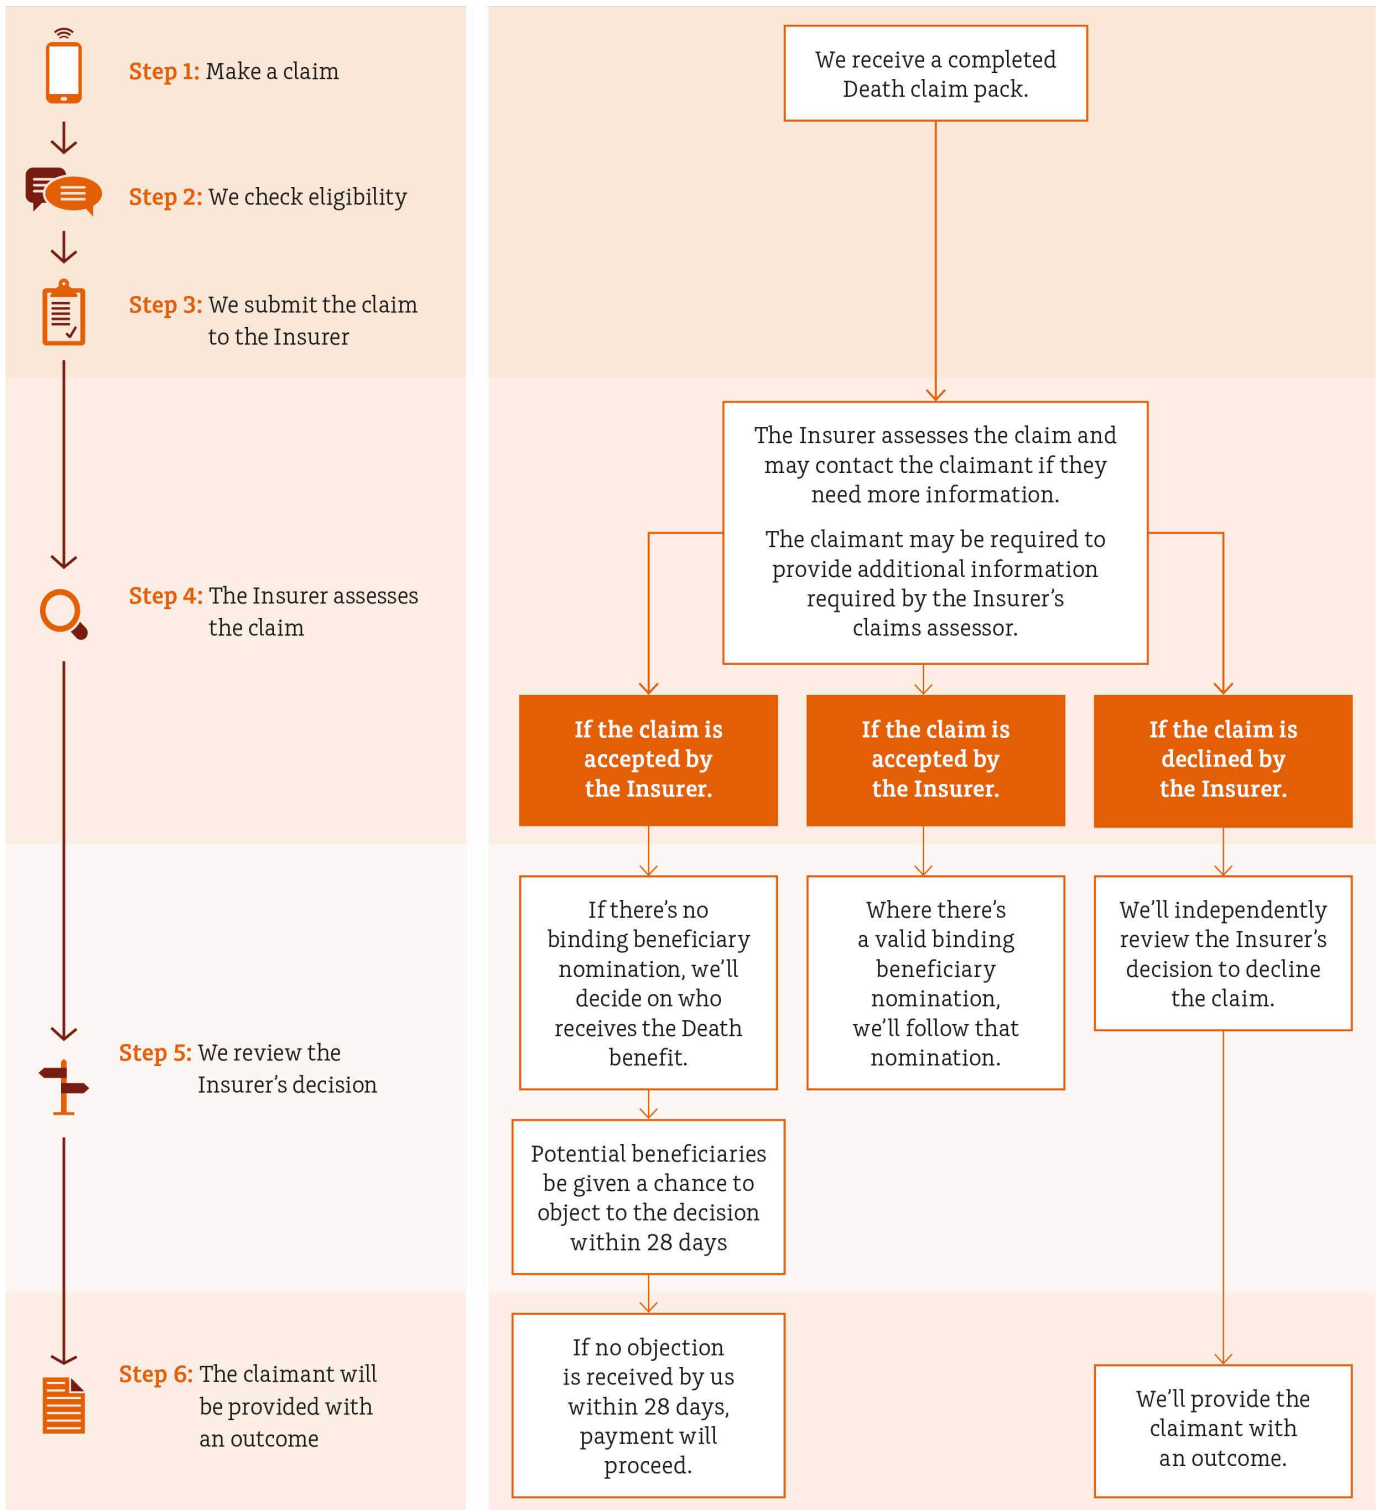 Step 1: Make a claim
Step 2: We check eligibility
Step 3: We submit the claim
to the Insurer
Step 4: The Insurer assesses
the claim
Step 5: We review the
Insurer’s decision
Step 6: The claimant will
be provided with
an outcome
We receive a completed
Death claim pack.
The Insurer assesses the claim and
may contact the claimant if they
need more information.
The claimant may be required to
provide additional information
required by the Insurer’s
claims assessor.
If the claim is
accepted by
the Insurer.
If the claim is
accepted by
the Insurer.
If the claim is
declined by
the Insurer.
If there’s no
binding beneficiary
nomination, we’ll
decide on who
receives the Death
benefit.
Where there’s
a valid binding
beneficiary
nomination,
we’ll follow that
nomination.
We’ll independently
review the Insurer’s
decision to decline
the claim.
Potential beneficiaries
be given a chance to
object to the decision
within 28 days
If no objection
is received by us
within 28 days,
payment will
proceed.
We’ll provide the
claimant with
an outcome.